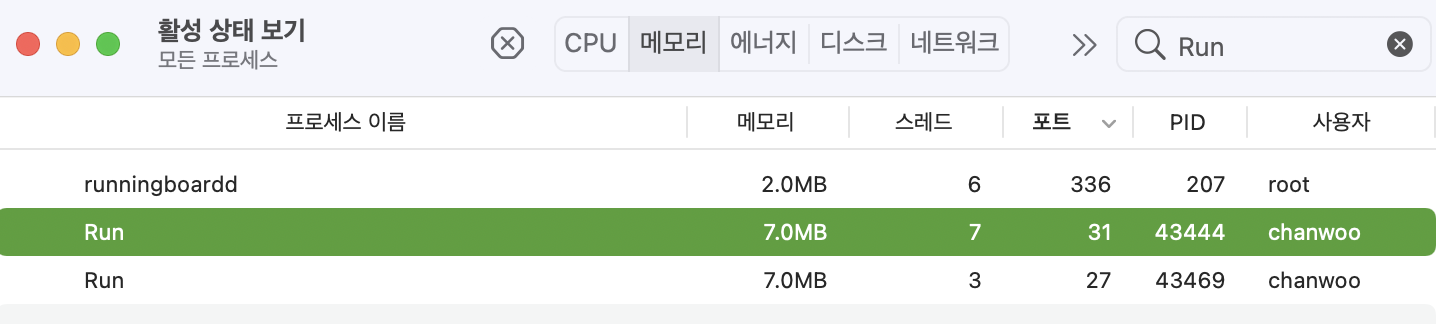 활성 상태 보기
모든 프로세스
CPU 메모리 에너지 디스크 네트워크 Run
프로세스 이름 메모리 스레드 포트 PID 사용자
runningboardd 2.0MB 6 336 207 root
Run 7.0MB 7 31 43444 chanwoo
Run 7.0MB 3 27 43469 chanwoo